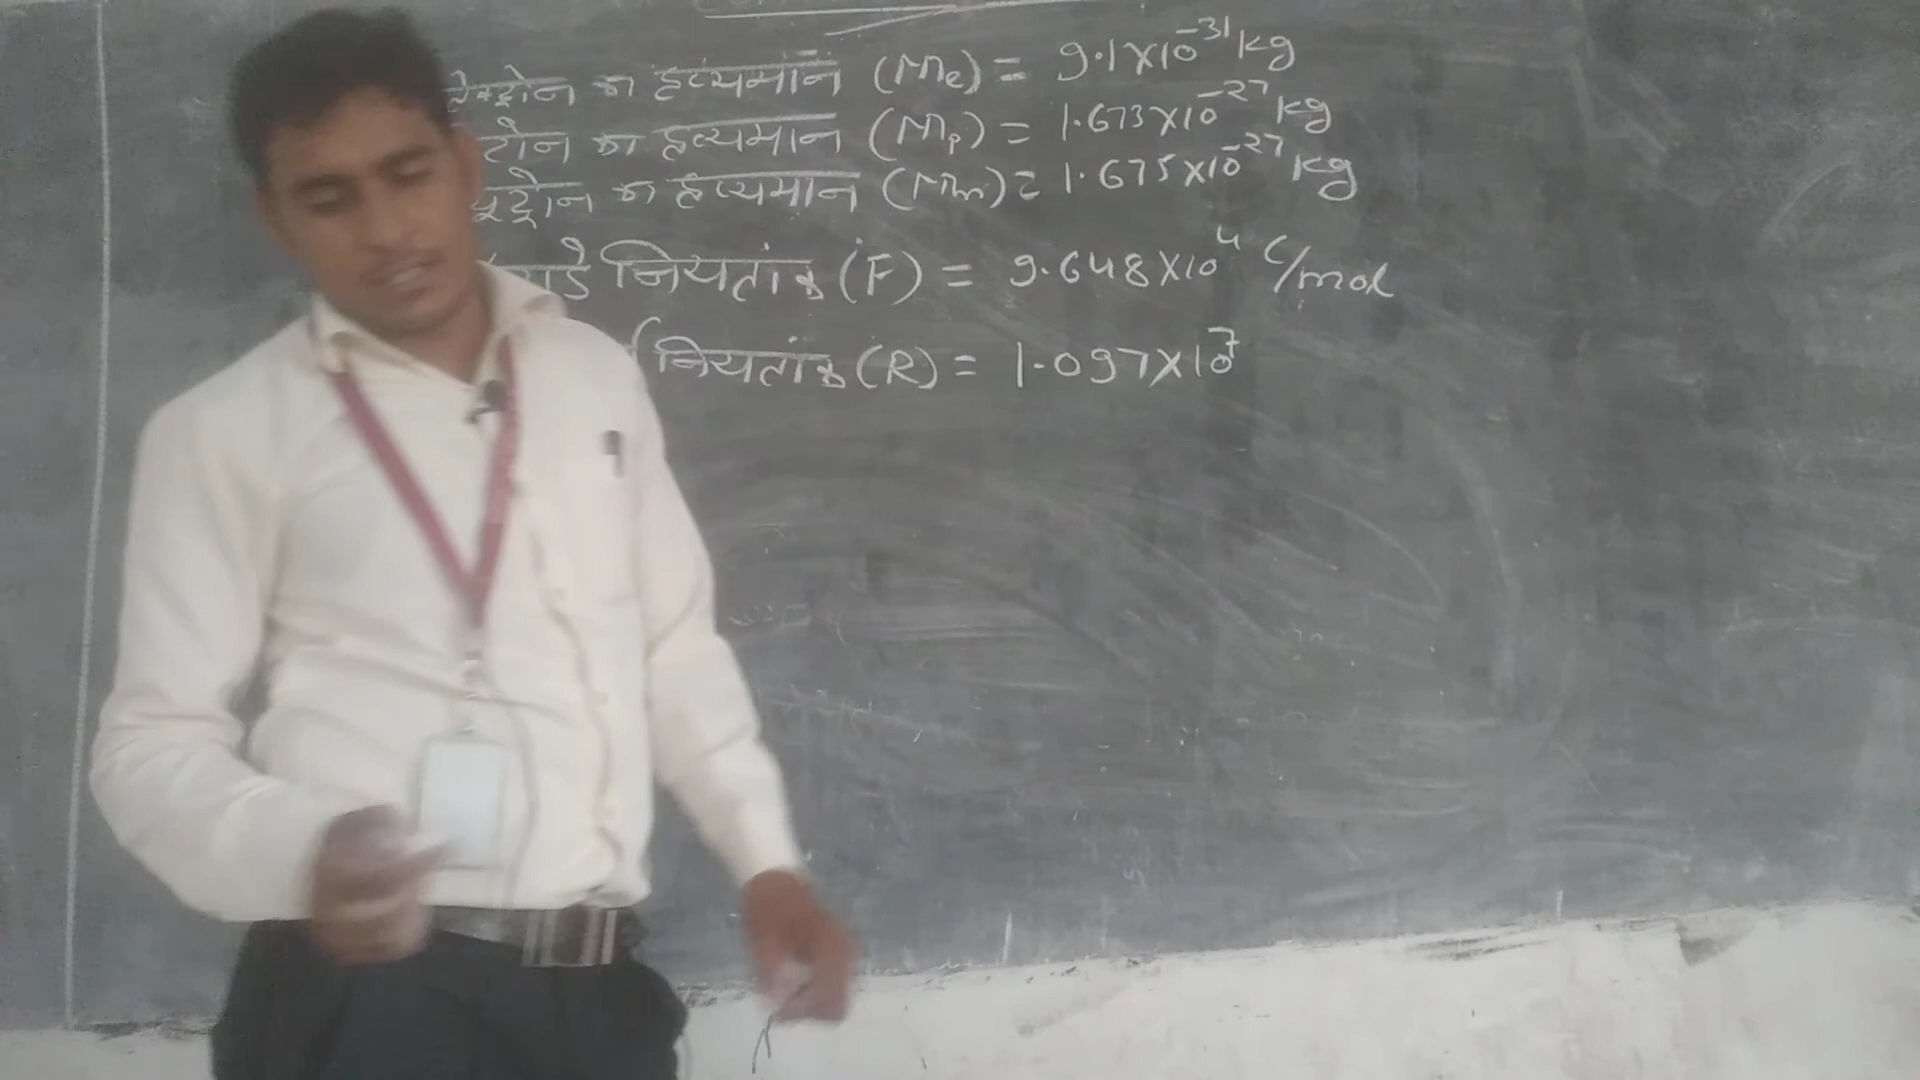 का द्रव्यमान (me) = 9.1×10⁻³¹ kg
का द्रव्यमान (mp) = 1.673×10⁻²⁷ kg
का द्रव्यमान (mn) = 1.675×10⁻²⁷ kg
नियतांक (F) = 9.648×10⁴ C/mol
नियतांक (R) = 1.097×10⁷